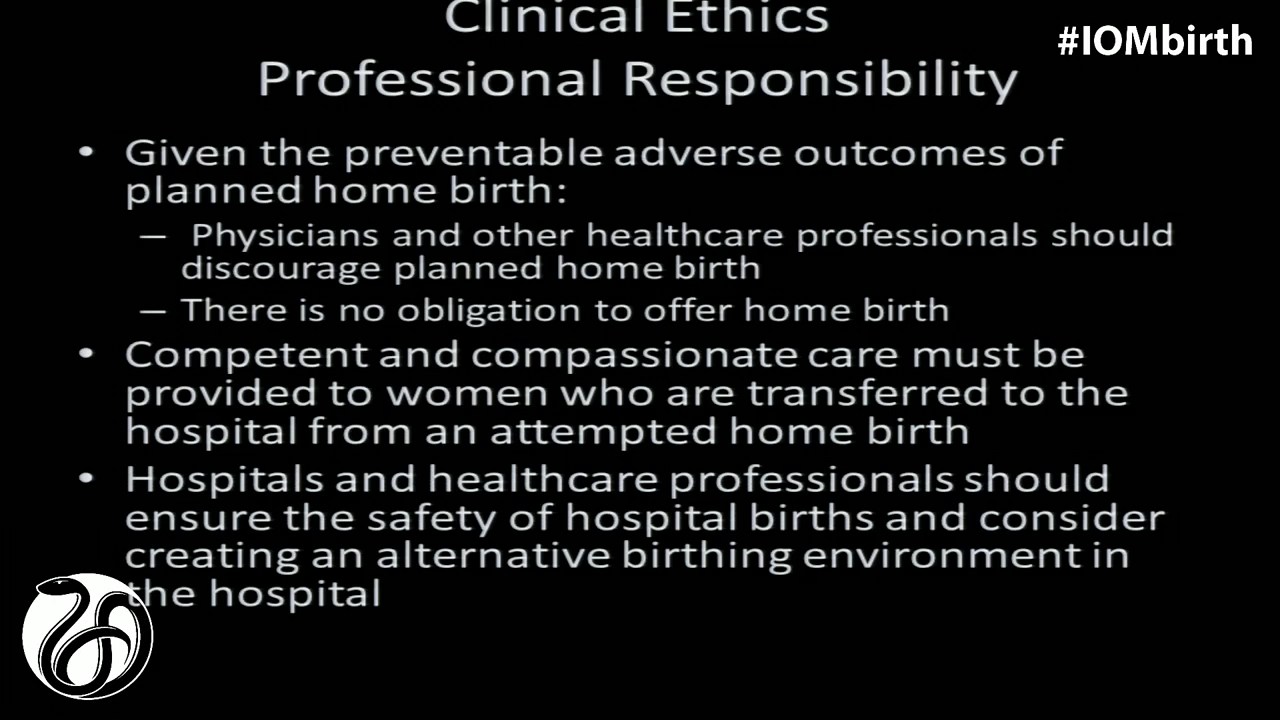 Clinical Ethics
#IOMbirth
Professional Responsibility
• Given the preventable adverse outcomes of
planned home birth:
– Physicians and other healthcare professionals should
discourage planned home birth
– There is no obligation to offer home birth
• Competent and compassionate care must be
provided to women who are transferred to the
hospital from an attempted home birth
• Hospitals and healthcare professionals should
ensure the safety of hospital births and consider
creating an alternative birthing environment in
the hospital